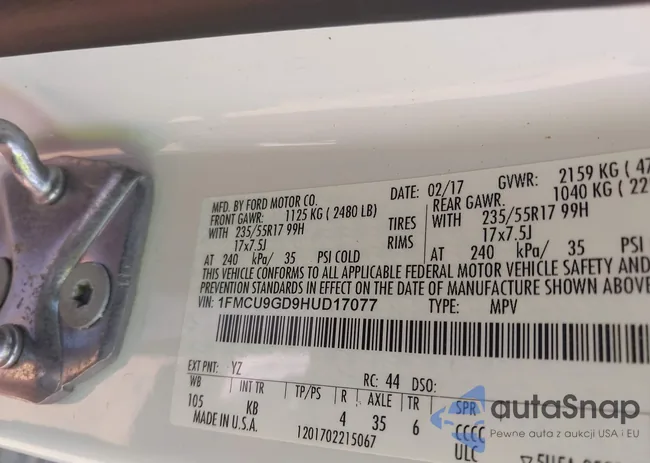 MFD. BY FORD MOTOR CO.
DATE: 02/17 GVWR: 2159 KG ( 47
FRONT GAWR: 1125 KG ( 2480 LB)
REAR GAWR: 1040 KG ( 22
WITH 235/55R17 99H TIRES WITH 235/55R17 99H
17x7.5J RIMS 17x7.5J
AT 240 kPa/ 35 PSI COLD AT 240 kPa/ 35 PSI
THIS VEHICLE CONFORMS TO ALL APPLICABLE FEDERAL MOTOR VEHICLE SAFETY AND
PREVENTION STANDARDS IN EFFECT ON THE DATE OF MANUFACTURE SHOWN ABOVE
VIN: 1FMCU9GD9HUD17077 TYPE: MPV
EXT PNT: YZ RC: 44 DSO:
WB INT TR TP/PS R AXLE TR SPR
105 KB 4 35 6 CCCC
MADE IN U.S.A. 1201702215067 ULC
autaSnap
Pewne auta z aukcji USA i EU